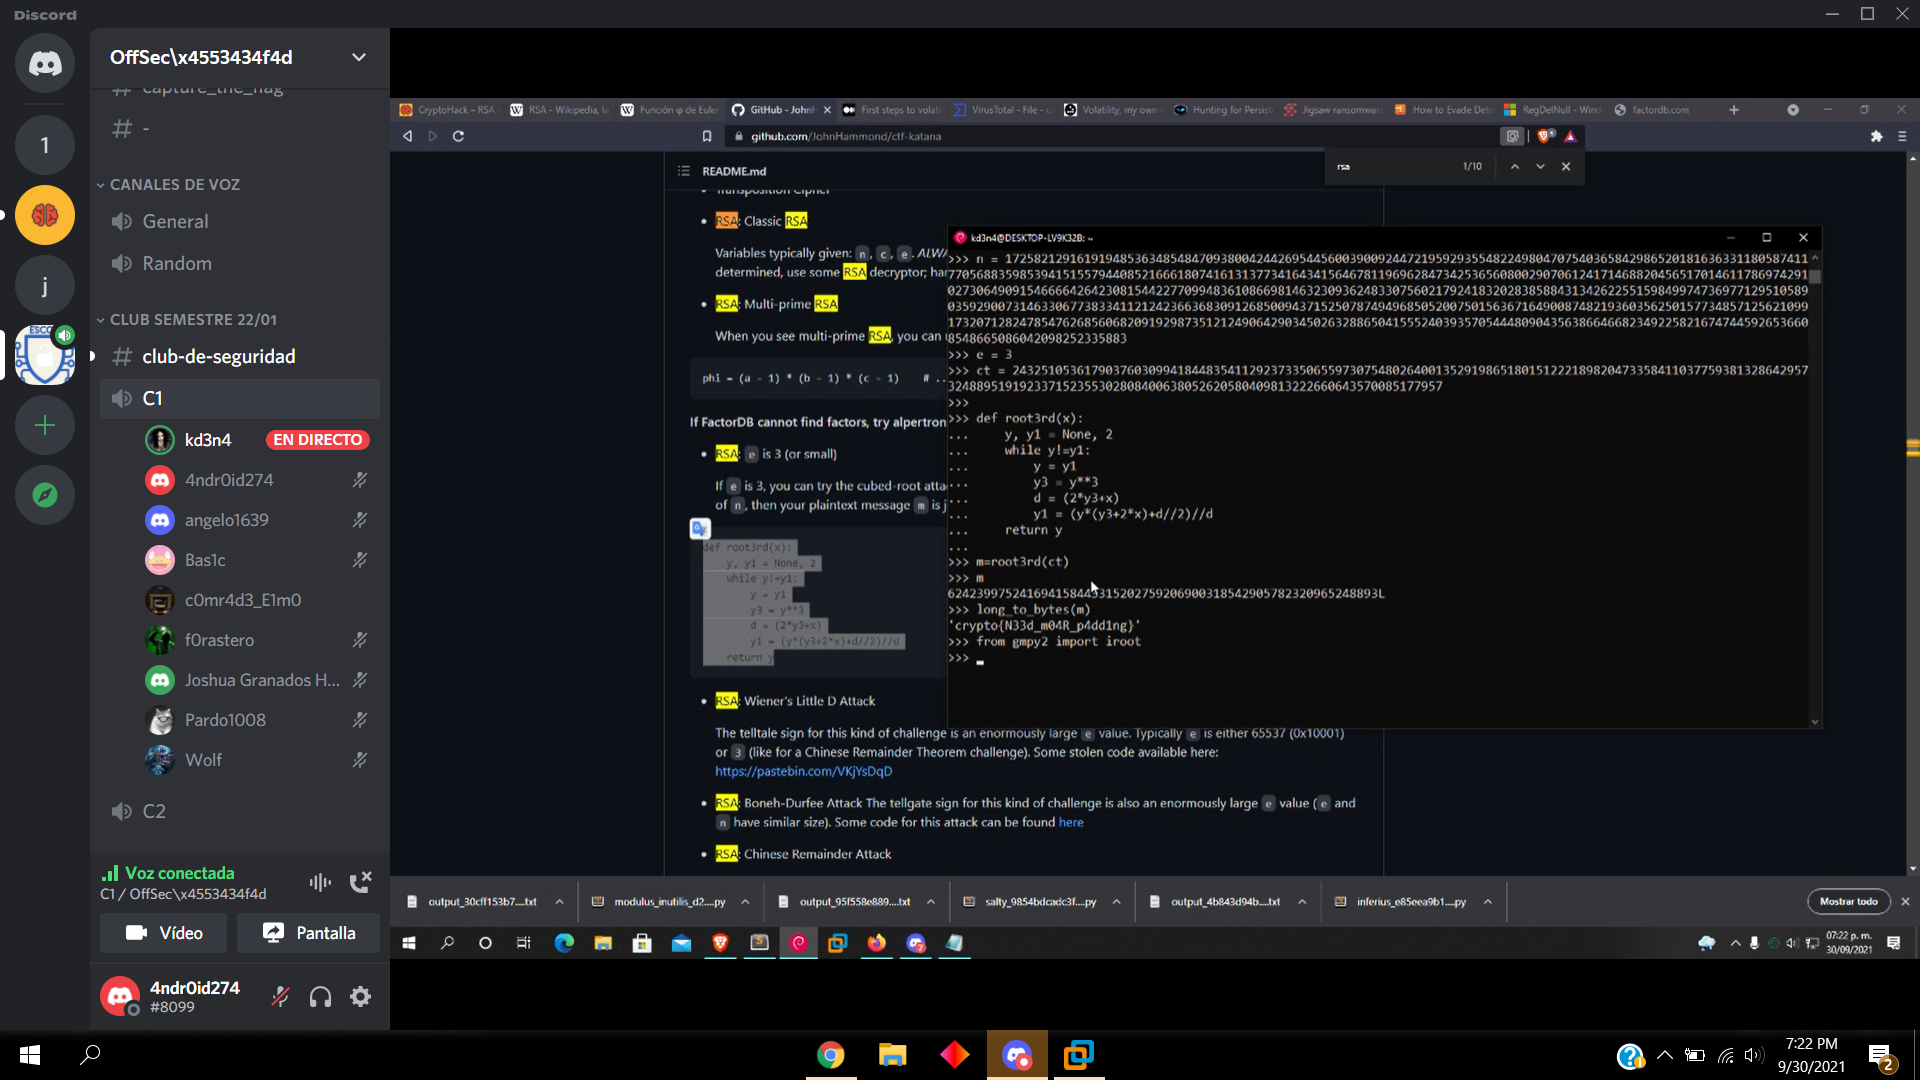 Discord
OffSec\x4553434f4d
capture_the_flag
# -
1
CANALES DE VOZ
General
Random
j
CLUB SEMESTRE 22/01
# club-de-seguridad
C1
kd3n4 EN DIRECTO
4ndr0id274
angelo1639
Bas1c
c0mr4d3_E1m0
f0rastero
Joshua Granados H...
Pardo1008
Wolf
C2
Voz conectada
C1 / OffSec\x4553434f4d
Vídeo
Pantalla
4ndr0id274
#8099
CryptoHack – RSA
RSA - Wikipedia, la
Función φ de Euler
GitHub - John
First steps to volat
VirusTotal - File - c
Volatility, my own
Hunting for Persist
Jigsaw ransomware
How to Evade Det
RegDelNull - Wind
factordb.com
github.com/JohnHammond/ctf-katana
rsa 1/10
README.md
Transposition Cipher
RSA: Classic RSA
Variables typically given: n, c, e. ALWA
determined, use some RSA decryptor; ha
RSA: Multi-prime RSA
When you see multi-prime RSA, you can
phi = (a - 1) * (b - 1) * (c - 1) # ..
If FactorDB cannot find factors, try alpertron
RSA: e is 3 (or small)
If e is 3, you can try the cubed-root atta
of n, then your plaintext message m is j
def root3rd(x):
y, y1 = None, 2
while y!=y1:
y = y1
y3 = y**3
d = (2*y3+x)
y1 = (y*(y3+2*x)+d//2)//d
return y
RSA: Wiener's Little D Attack
The telltale sign for this kind of challenge is an enormously large e value. Typically e is either 65537 (0x10001)
or 3 (like for a Chinese Remainder Theorem challenge). Some stolen code available here:
https://pastebin.com/VKjYsDqD
RSA: Boneh-Durfee Attack The tellgate sign for this kind of challenge is also an enormously large e value (e and
n have similar size). Some code for this attack can be found here
RSA: Chinese Remainder Attack
kd3n4@DESKTOP-LV9K32B: ~
>>> n =
85486650860420982523358​83
>>> e = 3
>>> ct =
>>>
>>> def root3rd(x):
... y, y1 = None, 2
... while y!=y1:
... y = y1
... y3 = y**3
... d = (2*y3+x)
... y1 = (y*(y3+2*x)+d//2)//d
... return y
...
>>> m=root3rd(ct)
>>> m
>>> long_to_bytes(m)
'crypto{N33d_m04R_p4dd1ng}'
>>> from gmpy2 import iroot
>>>
output_30cff153b7....txt
modulus_inutilis_d2....py
output_95f558e889....txt
salty_9854bdcadc3f....py
output_4b843d94b....txt
inferius_e85eea9b1....py
Mostrar todo
07:22 p. m.
30/09/2021
7:22 PM
9/30/2021
2